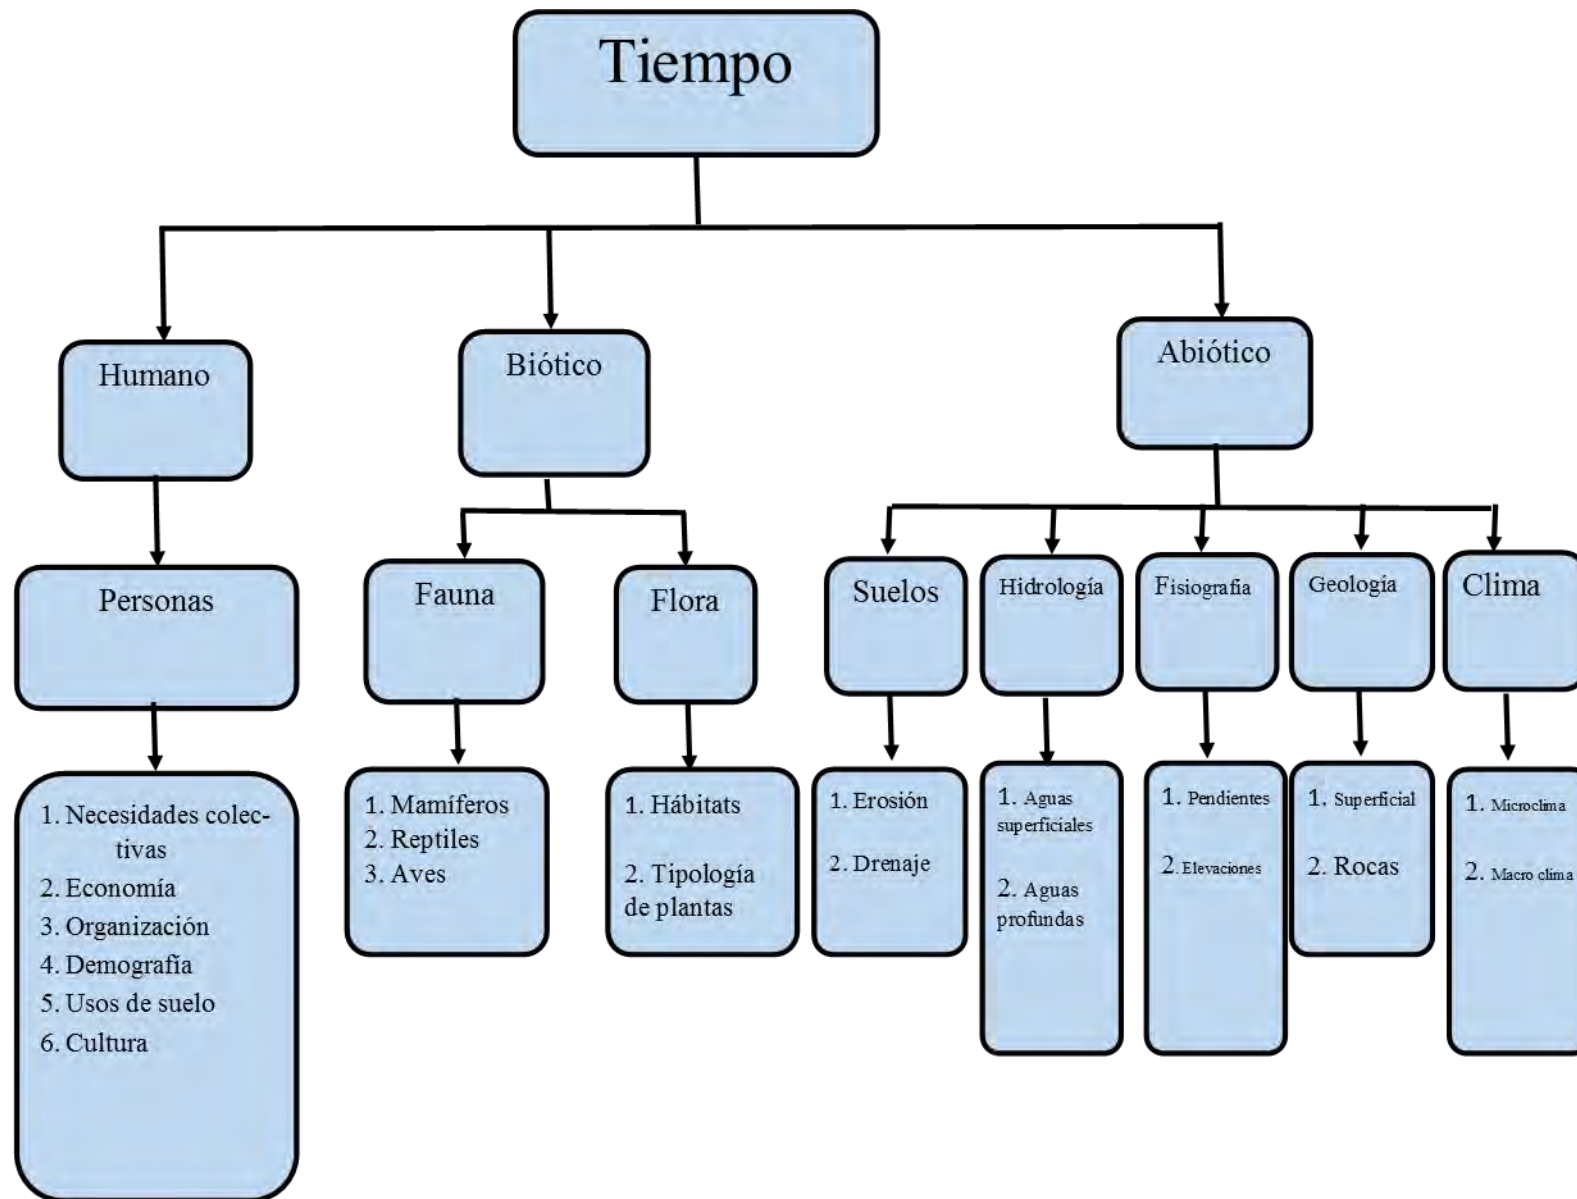 Tiempo
Humano
Biótico
Abiótico
Personas
Fauna
Flora
Suelos
Hidrología
Fisiografía
Geología
Clima
1. Necesidades colec-
tivas
2. Economía
3. Organización
4. Demografía
5. Usos de suelo
6. Cultura
1. Mamíferos
2. Reptiles
3. Aves
1. Hábitats
2. Tipología
de plantas
1. Erosión
2. Drenaje
1. Aguas
superficiales
2. Aguas
profundas
1. Pendientes
2. Elevaciones
1. Superficial
2. Rocas
1. Microclima
2. Macro clima